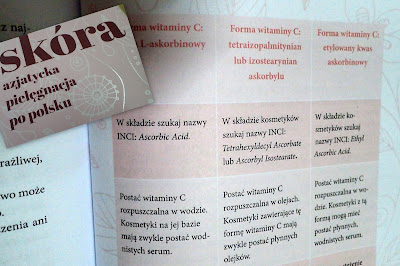 skóra
azjatycka
pielęgnacja
po polsku
raźliwej,
wo może
zenia ani
Forma witaminy C:
L-askorbinowy
W składzie szukaj nazwy
INCI: Ascorbic Acid.
Postać witaminy C
rozpuszczalna w wodzie.
Kosmetyki na jej bazie
mają zwykle postać wod-
nistych serum.
Forma witaminy C:
tetraizopalmitynian
lub izostearynian
askorbylu
W składzie kosmetyków
szukaj nazwy INCI:
Tetrahexyldecyl Ascorbate
lub Ascorbyl Isostearate.
Postać witaminy C
rozpuszczalna w olejach.
Kosmetyki zawierające tę
formę witaminy C mają
zwykle postać płynnych
olejków.
Forma witaminy C:
etylowany kwas
askorbinowy
W składzie ko-
smetyków szukaj
nazwy INCI: Ethyl
Ascorbic Acid.
Postać witaminy C
rozpuszczalna w wo-
dzie. Kosmetyki z tą
formą mogą mieć
postać płynnych,
wodnistych serum.